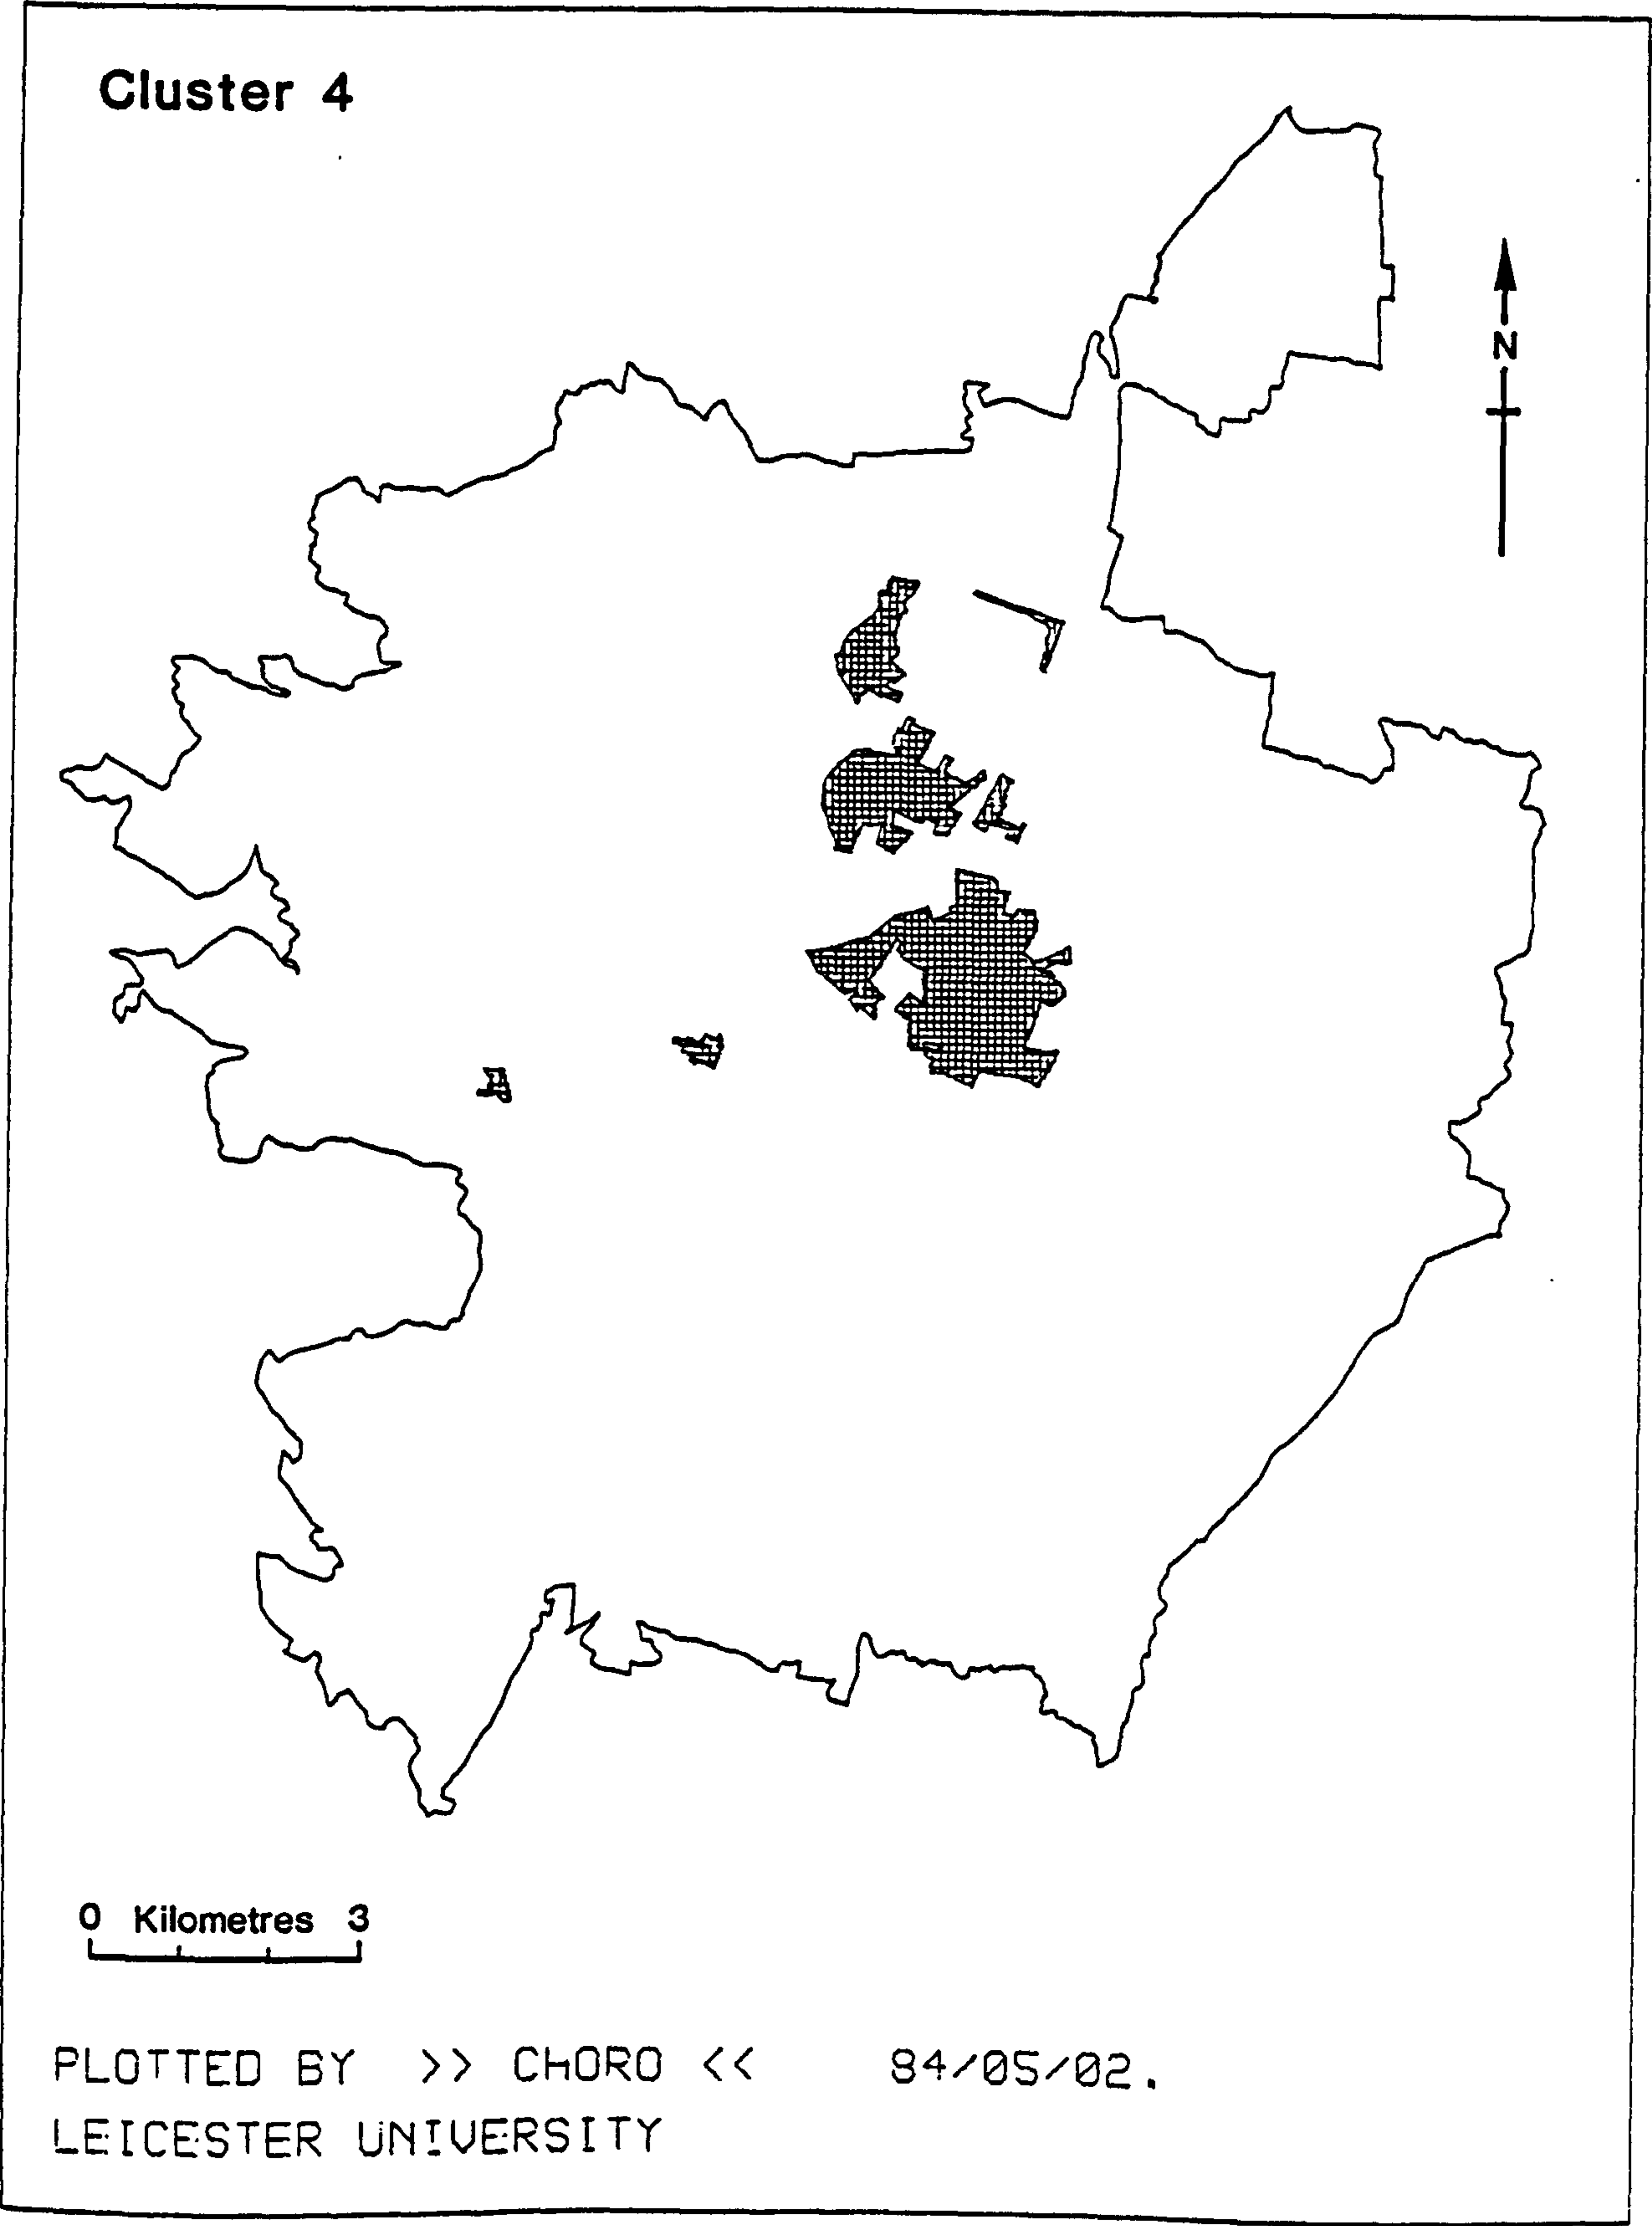 Cluster 4
N
0 Kilometres 3
PLOTTED BY >> CHORO << 84/05/02.
LEICESTER UNIVERSITY